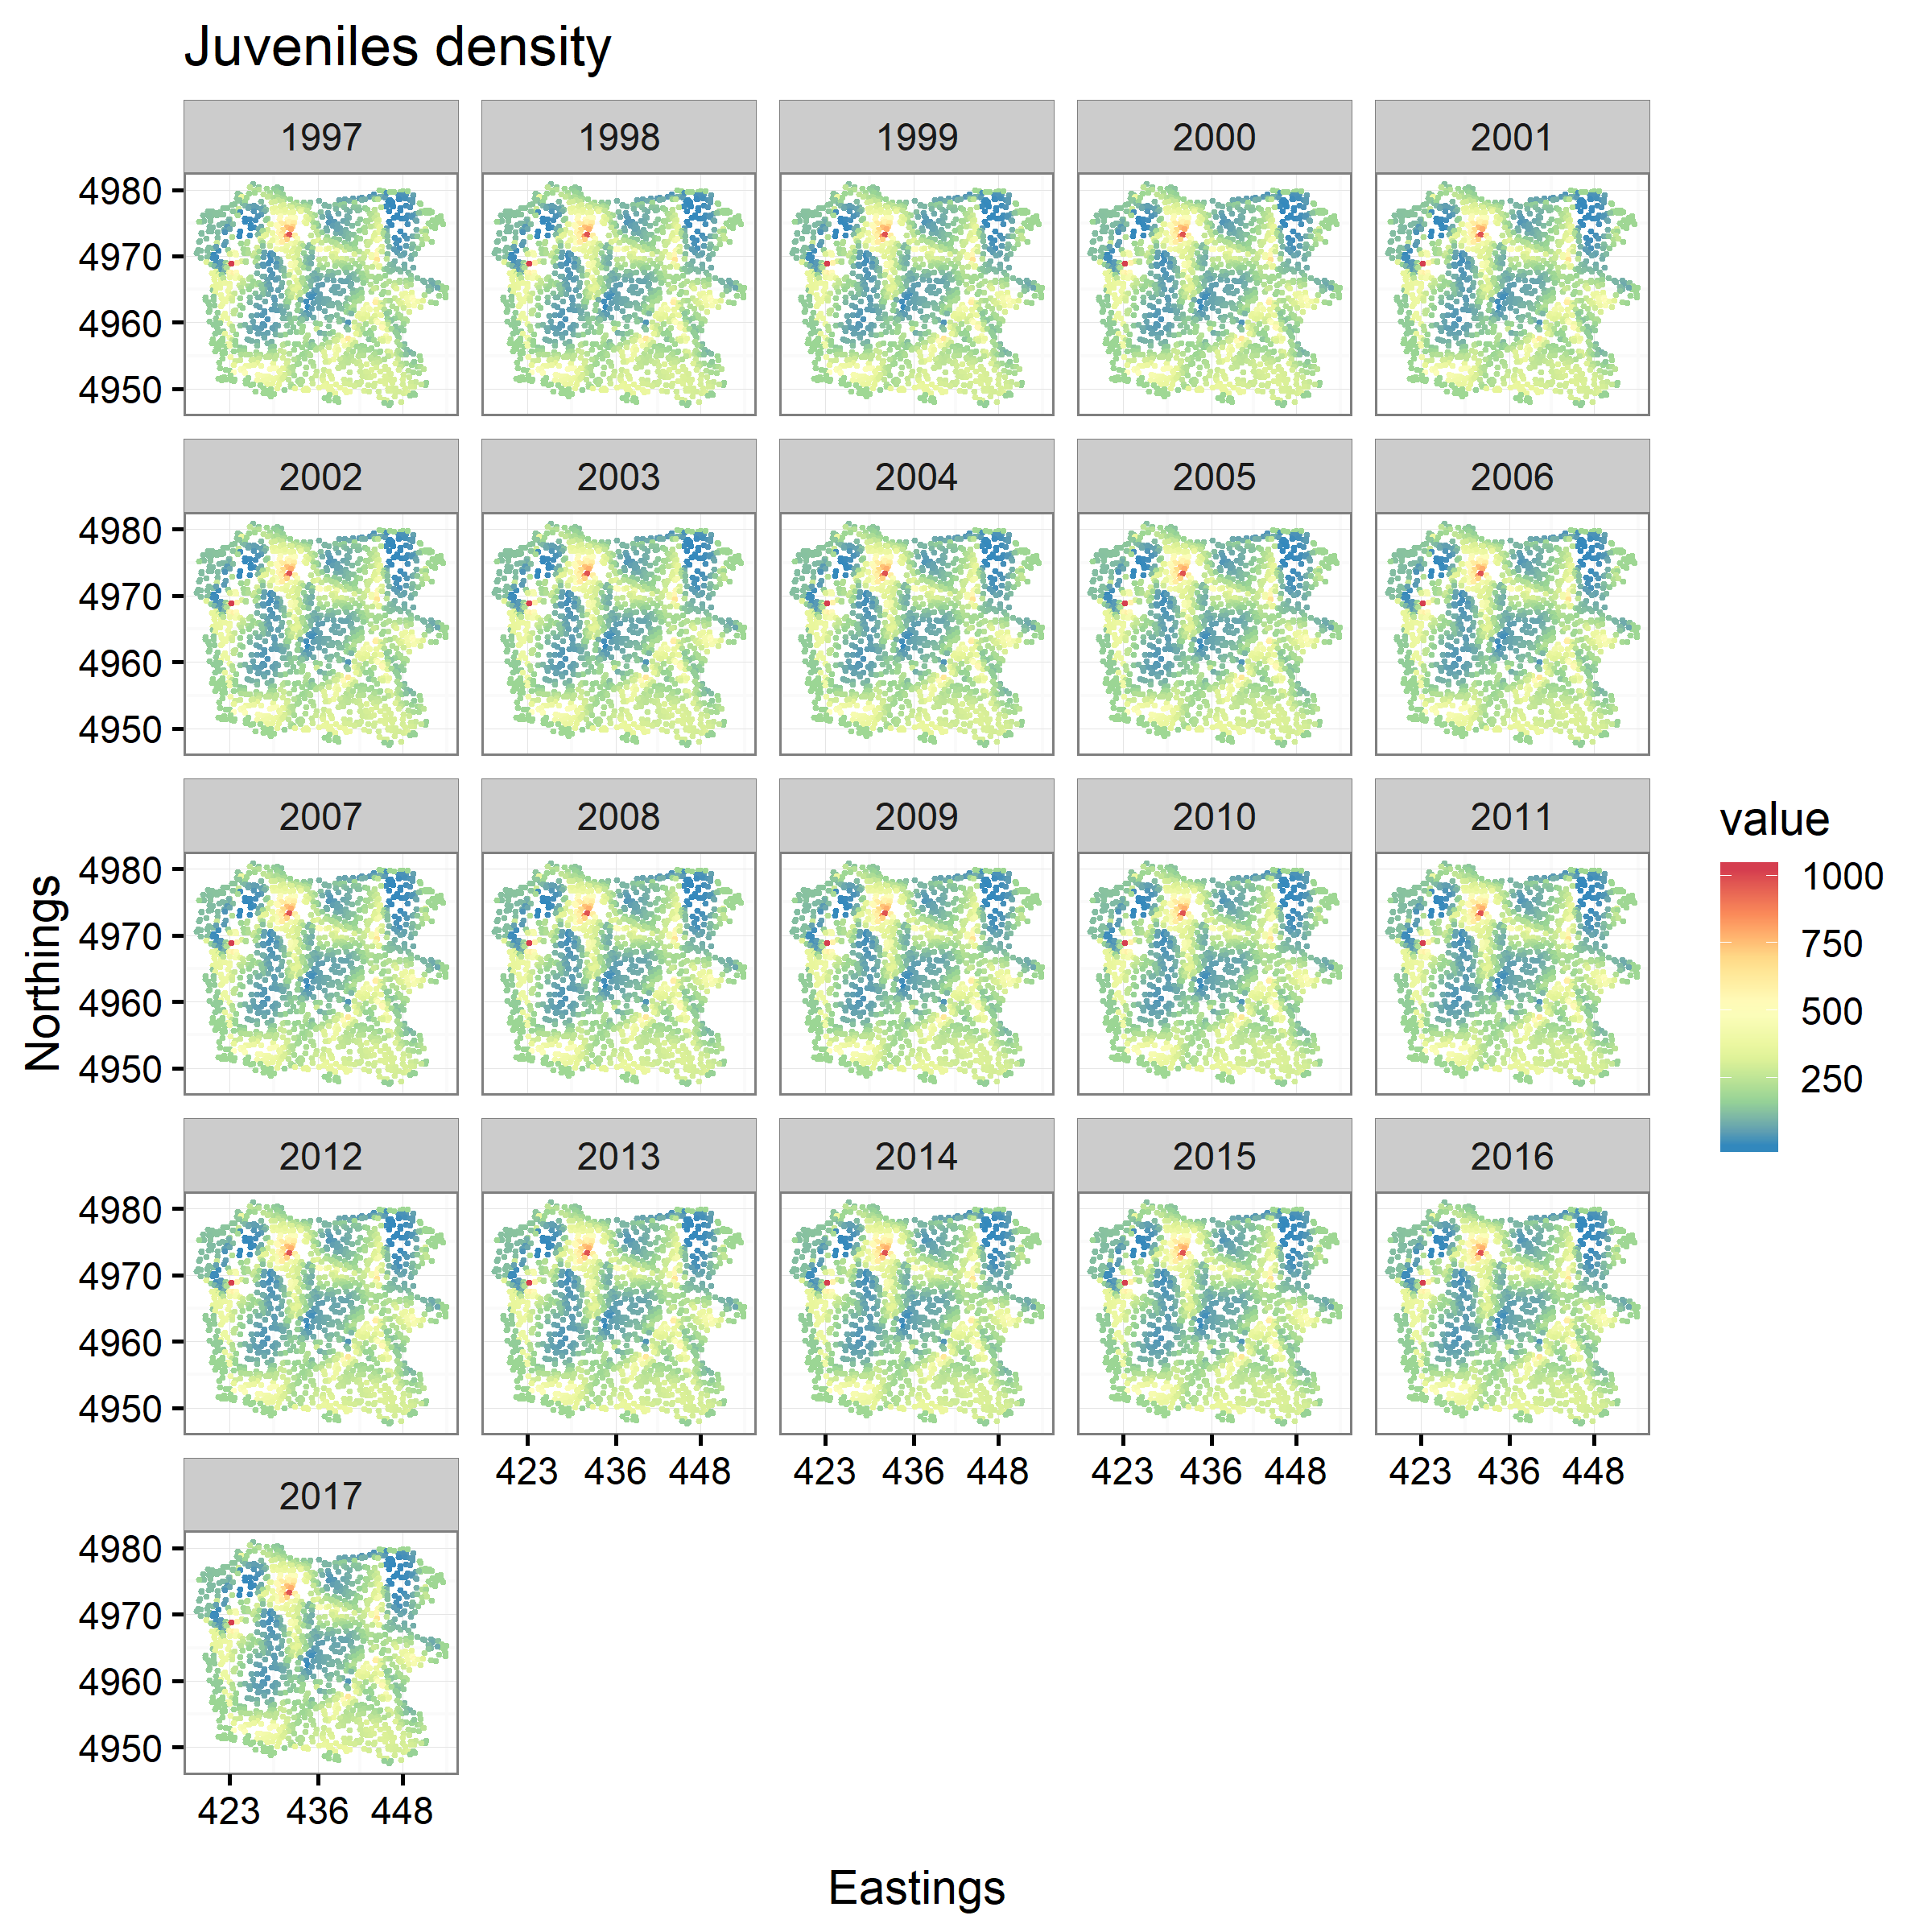 Juveniles density
1997 1998 1999 2000 2001
4980
4970
4960
4950
2002 2003 2004 2005 2006
4980
4970
4960
4950
2007 2008 2009 2010 2011
4980
4970
4960
4950
2012 2013 2014 2015 2016
4980
4970
4960
4950
423 436 448 423 436 448 423 436 448 423 436 448
2017
4980
4970
4960
4950
423 436 448
Northings
Eastings
value
1000
750
500
250